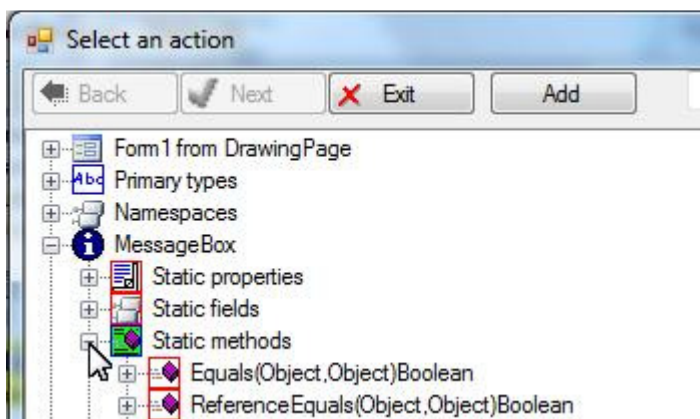 Select an action
Back Next Exit Add
Form1 from DrawingPage
Abc Primary types
Namespaces
MessageBox
Static properties
Static fields
Static methods
Equals(Object,Object)Boolean
ReferenceEquals(Object,Object)Boolean